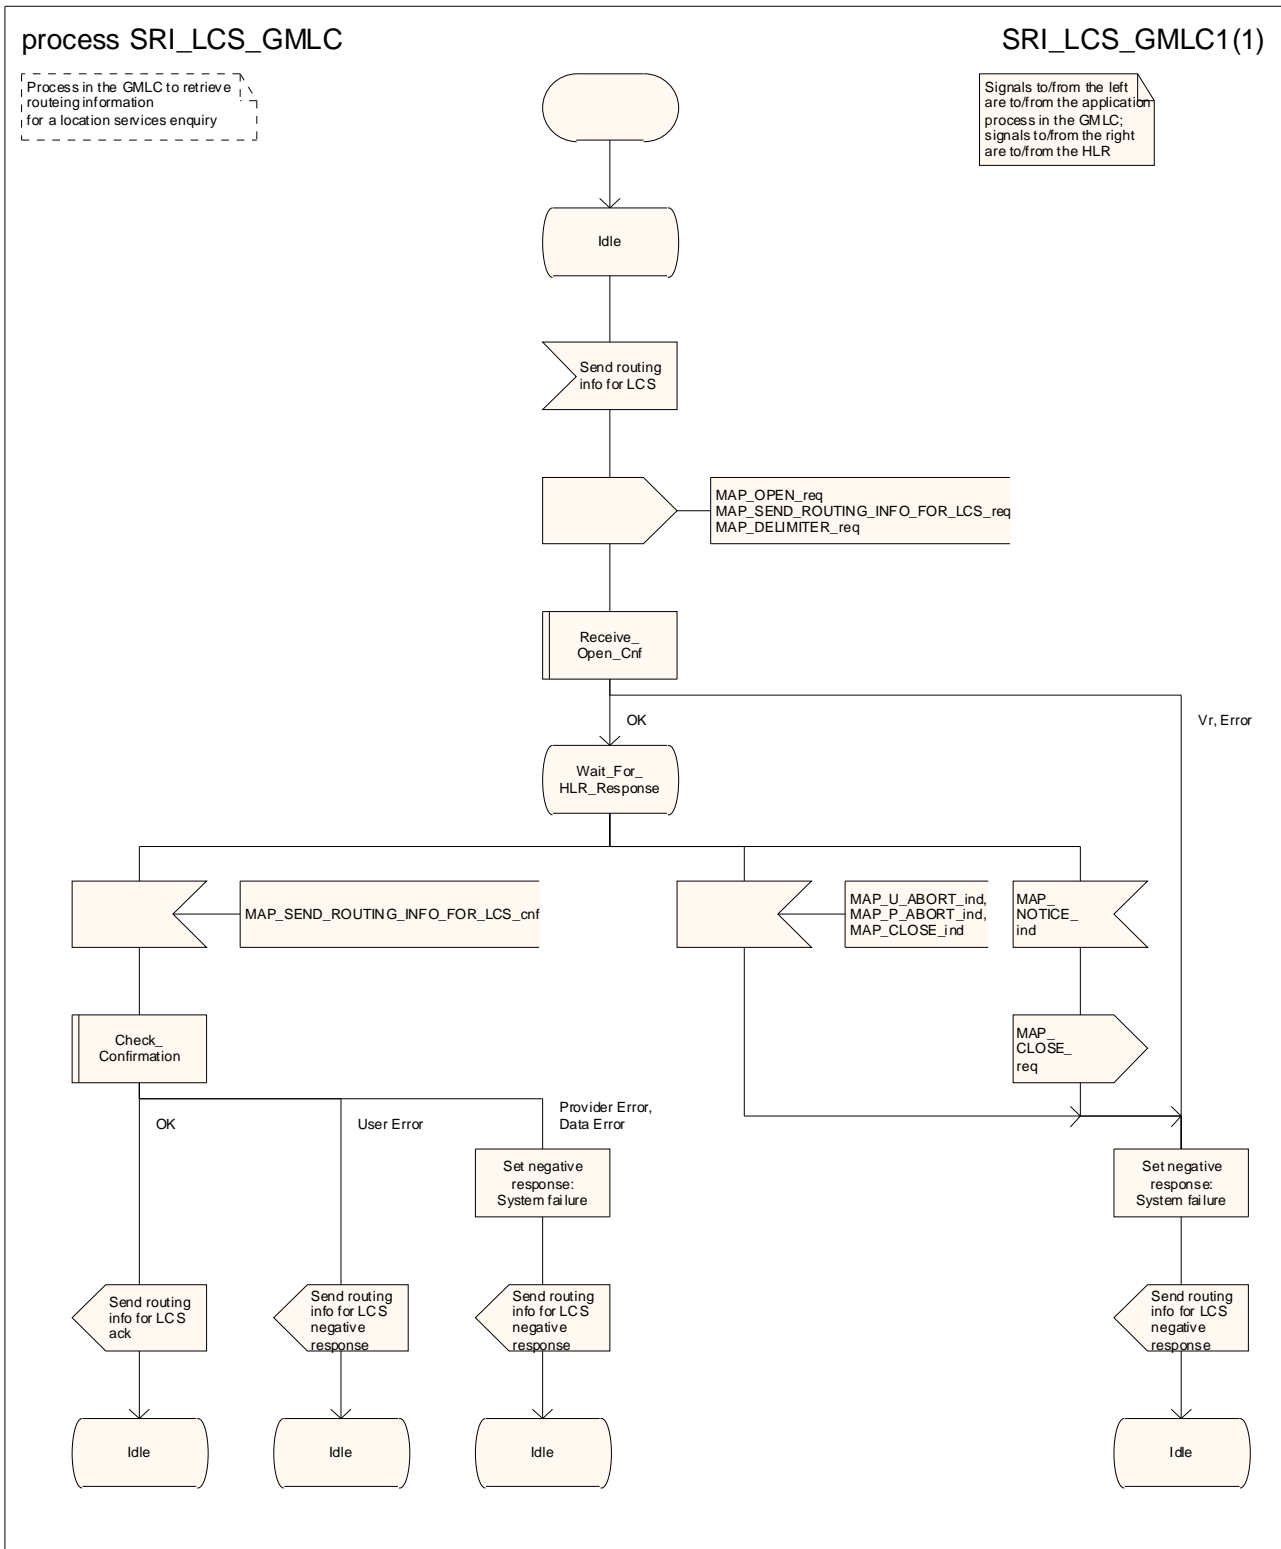 process SRI_LCS_GMLC
SRI_LCS_GMLC1(1)
Process in the GMLC to retrieve
routeing information
for a location services enquiry
Signals to/from the left
are to/from the application
process in the GMLC;
signals to/from the right
are to/from the HLR
Idle
Send routing
info for LCS
MAP_OPEN_req
MAP_SEND_ROUTING_INFO_FOR_LCS_req
MAP_DELIMITER_req
Receive_
Open_Cnf
OK
Vr, Error
Wait_For_
HLR_Response
MAP_SEND_ROUTING_INFO_FOR_LCS_cnf
MAP_U_ABORT_ind,
MAP_P_ABORT_ind,
MAP_CLOSE_ind
MAP_
NOTICE_
ind
Check_
Confirmation
MAP_
CLOSE_
req
OK
User Error
Provider Error,
Data Error
Set negative
response:
System failure
Set negative
response:
System failure
Send routing
info for LCS
ack
Send routing
info for LCS
negative
response
Send routing
info for LCS
negative
response
Send routing
info for LCS
negative
response
Idle
Idle
Idle
Idle